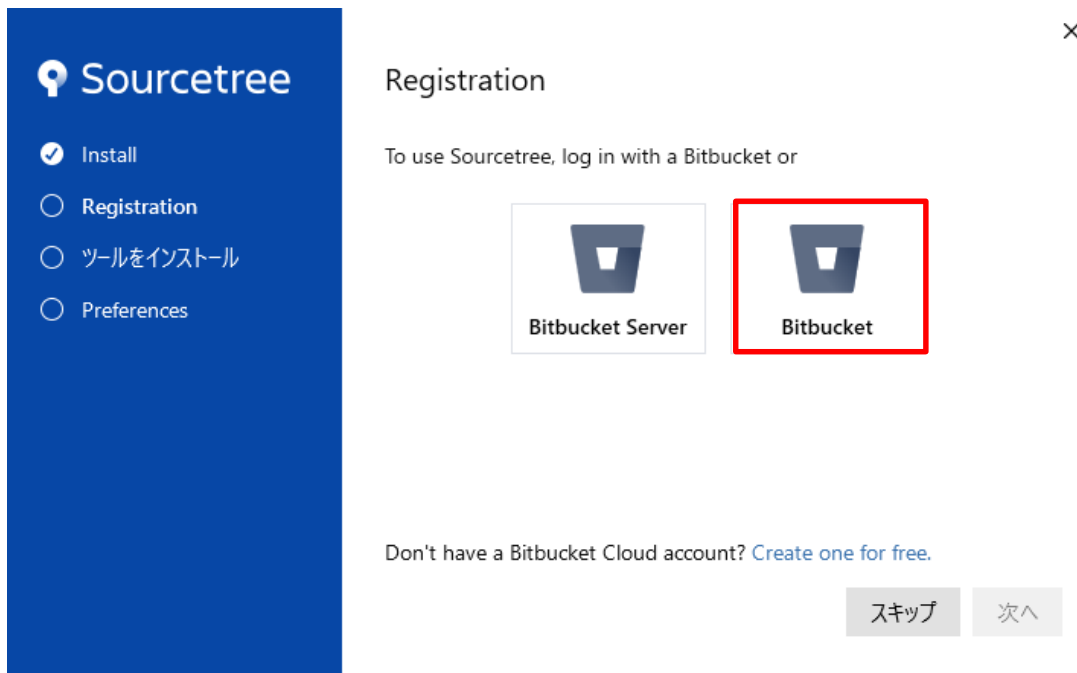 Sourcetree
Install
Registration
ツールをインストール
Preferences
Registration
To use Sourcetree, log in with a Bitbucket or
Bitbucket Server
Bitbucket
Don't have a Bitbucket Cloud account? Create one for free.
スキップ
次へ